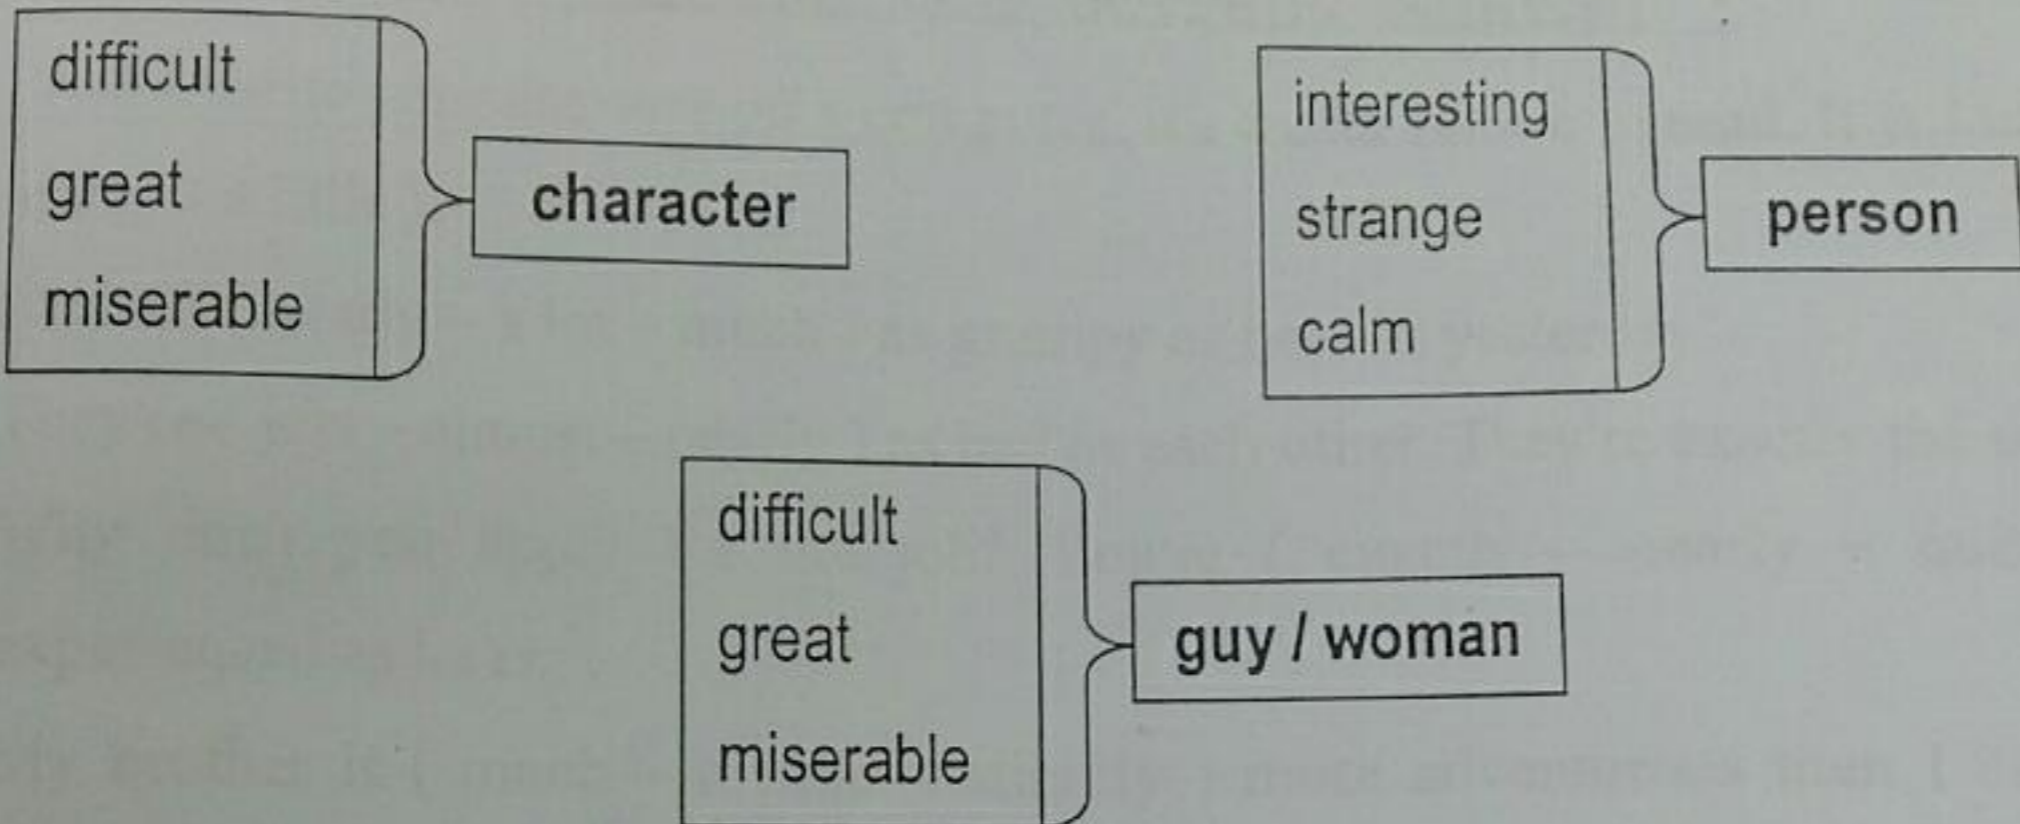 difficult
great
miserable
character
interesting
strange
calm
person
difficult
great
miserable
guy / woman